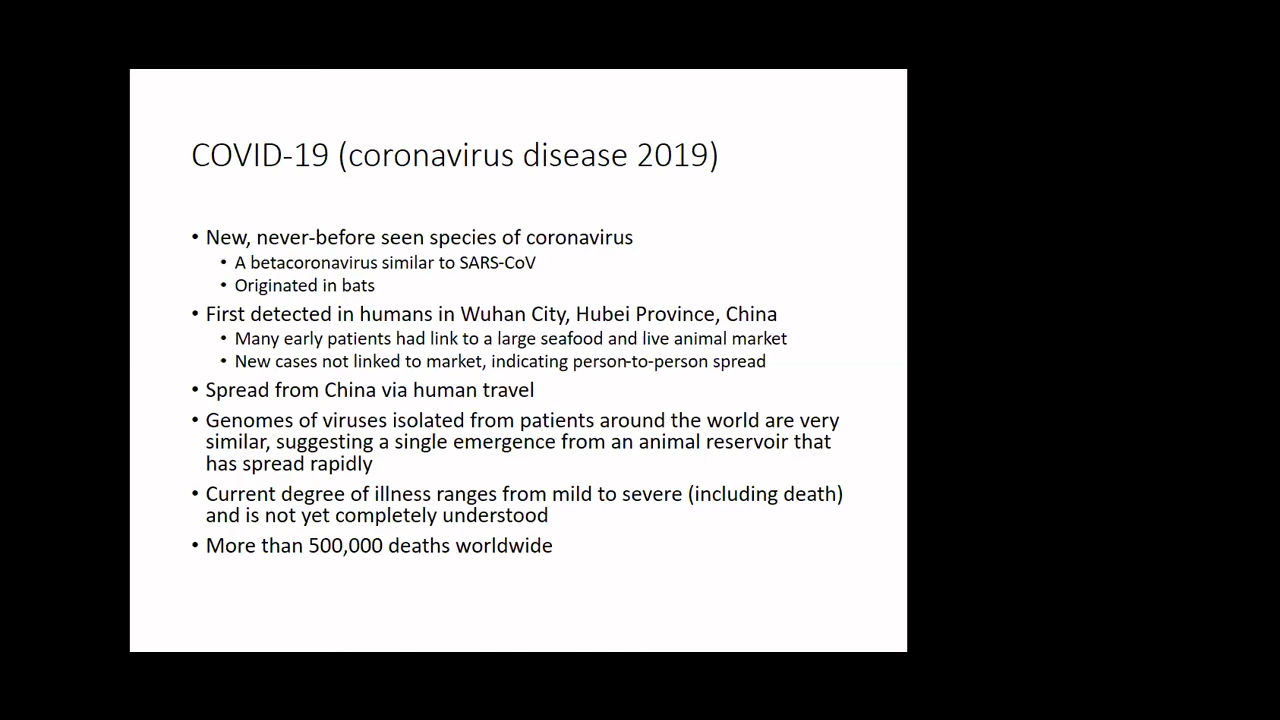 COVID-19 (coronavirus disease 2019)
• New, never-before seen species of coronavirus
• A betacoronavirus similar to SARS-CoV
• Originated in bats
• First detected in humans in Wuhan City, Hubei Province, China
• Many early patients had link to a large seafood and live animal market
• New cases not linked to market, indicating person-to-person spread
• Spread from China via human travel
• Genomes of viruses isolated from patients around the world are very
similar, suggesting a single emergence from an animal reservoir that
has spread rapidly
• Current degree of illness ranges from mild to severe (including death)
and is not yet completely understood
• More than 500,000 deaths worldwide